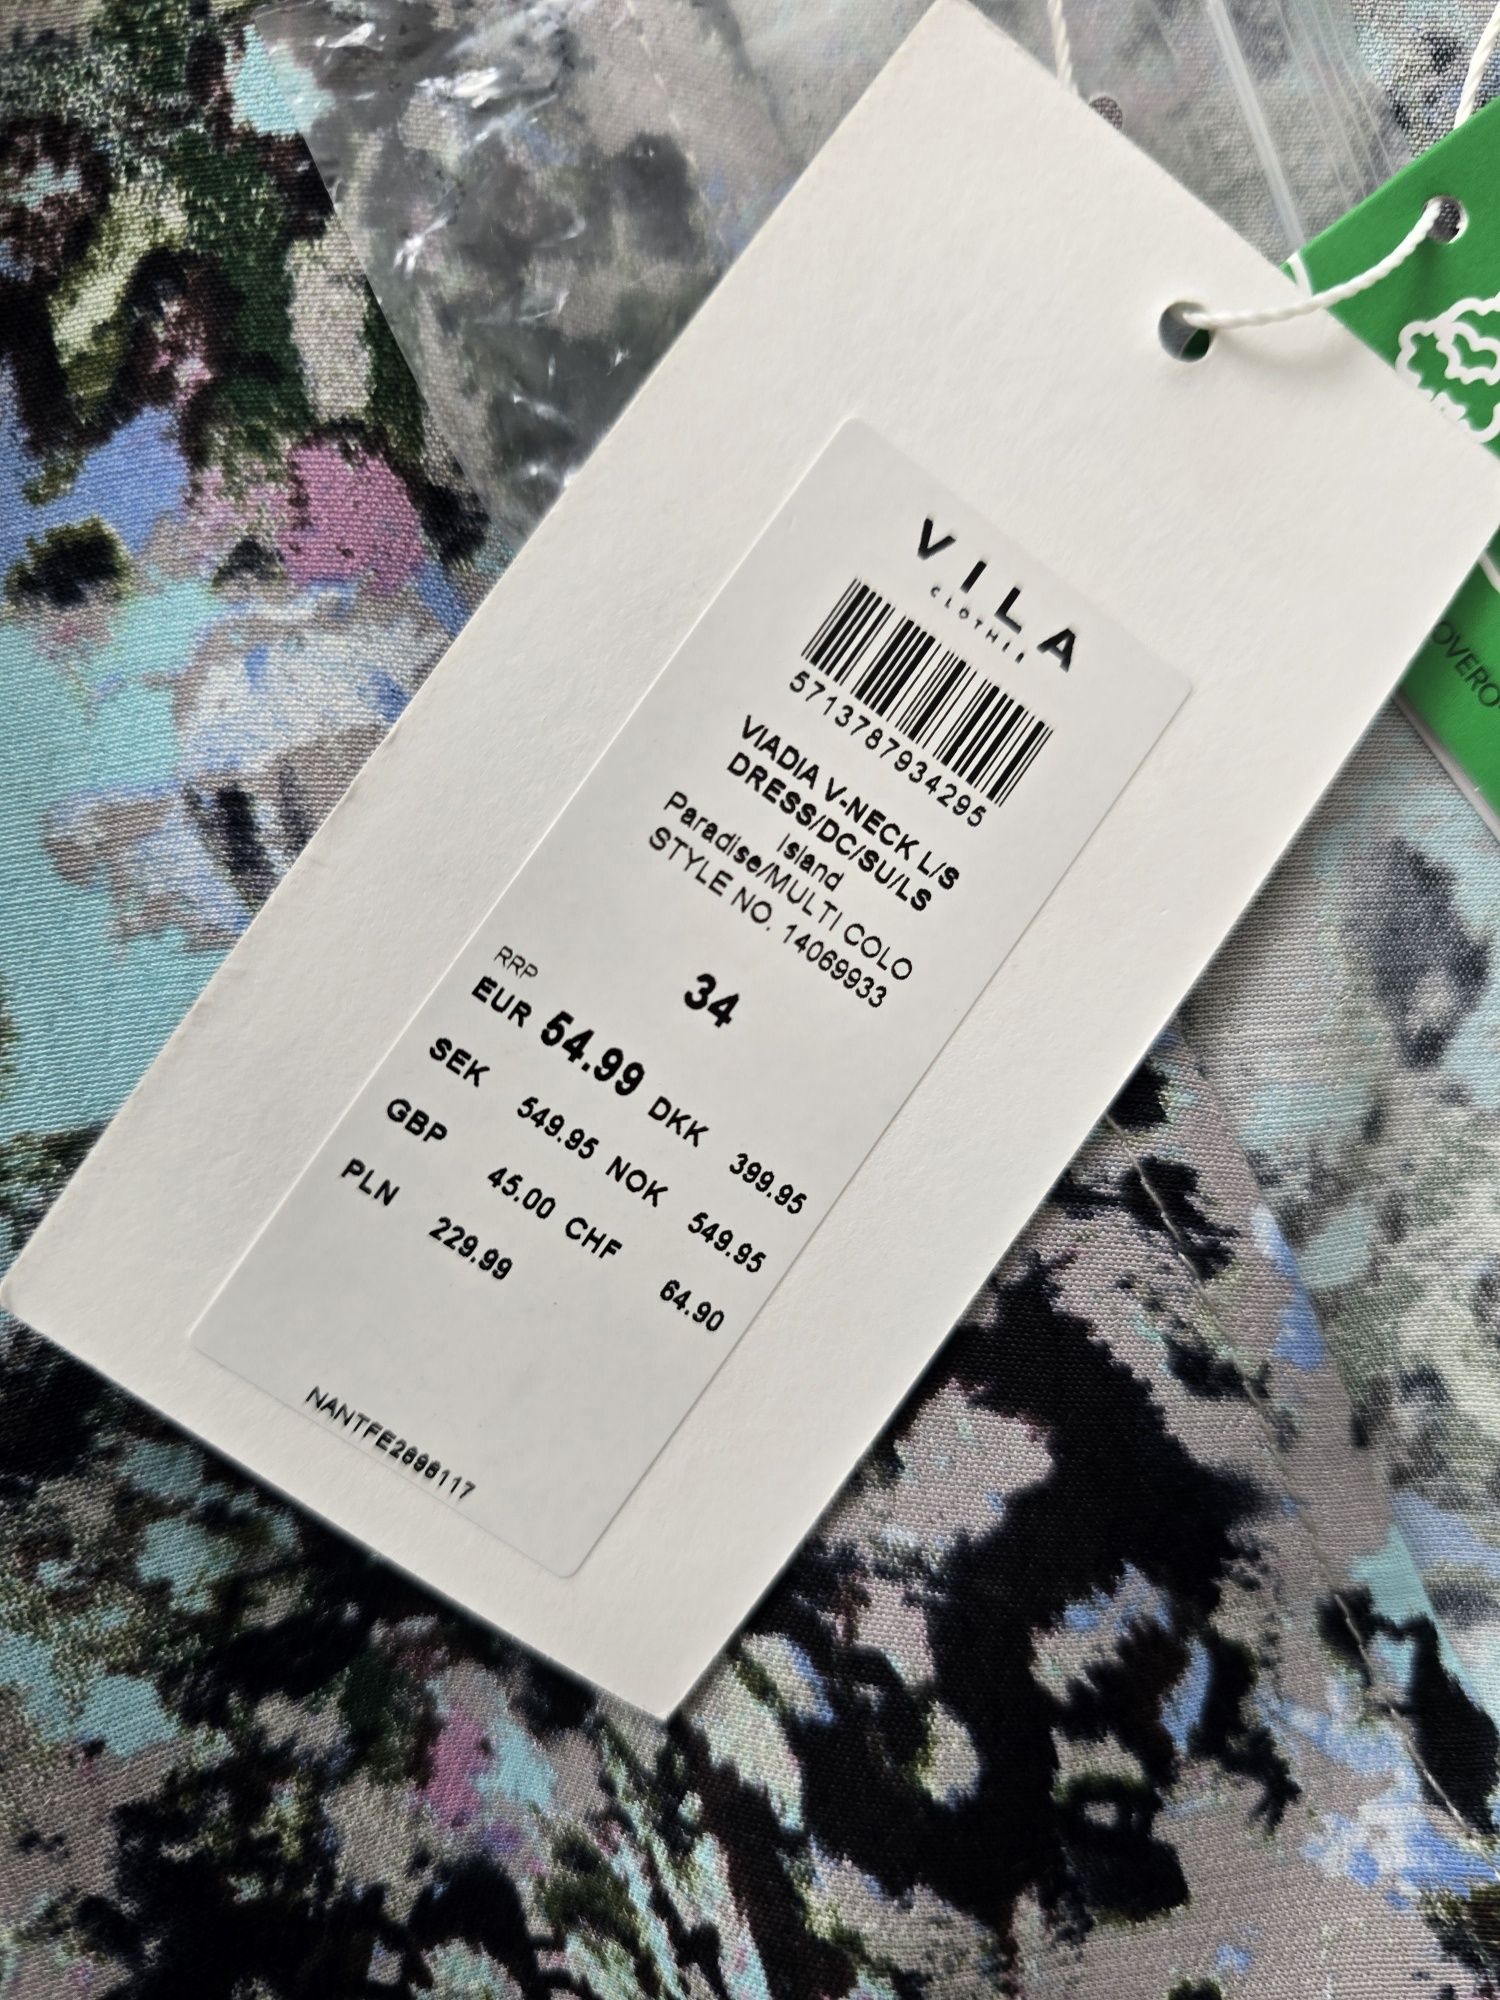 VILA
CLOTHES
5713787934295
VIADIA V-NECK L/S
DRESS/DC/SU/LS
Island
Paradise/MULTI COLO
STYLE NO. 14069933
34
RRP
EUR 54.99 DKK 399.95
SEK 549.95 NOK 549.95
GBP 45.00 CHF 64.90
PLN 229.99
NANTFE2898117
OVERO